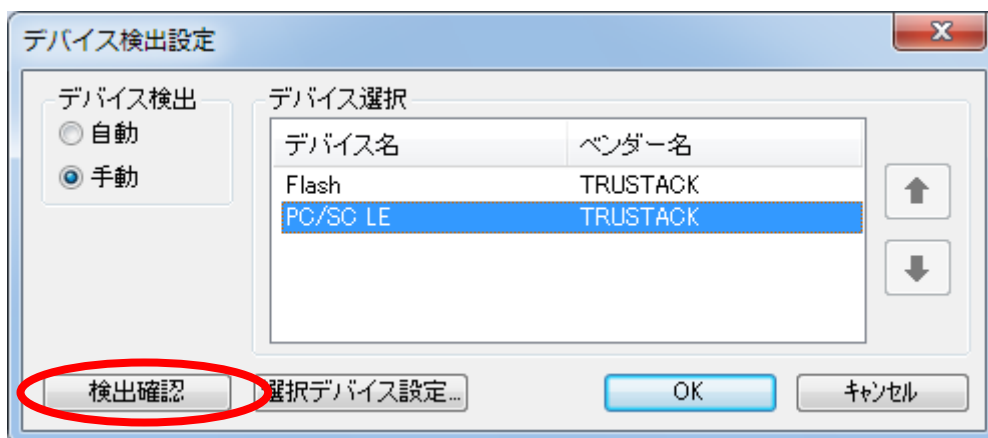 デバイス検出設定
デバイス検出
自動
手動
デバイス選択
デバイス名 ベンダー名
Flash TRUSTACK
PC/SC LE TRUSTACK
検出確認 選択デバイス設定... OK キャンセル